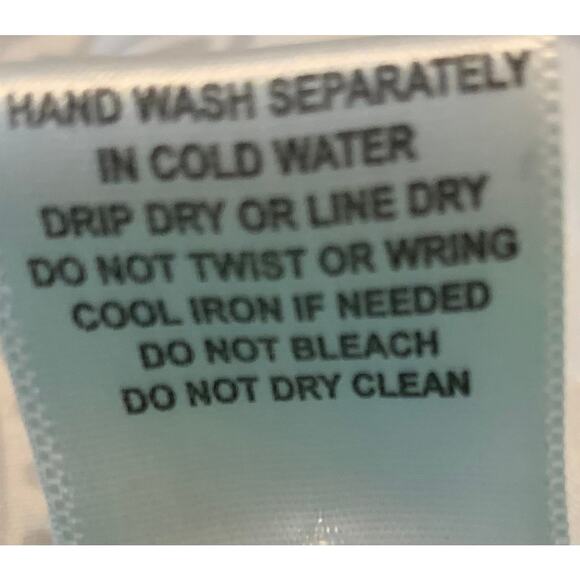 HAND WASH SEPARATELY
IN COLD WATER
DRIP DRY OR LINE DRY
DO NOT TWIST OR WRING
COOL IRON IF NEEDED
DO NOT BLEACH
DO NOT DRY CLEAN